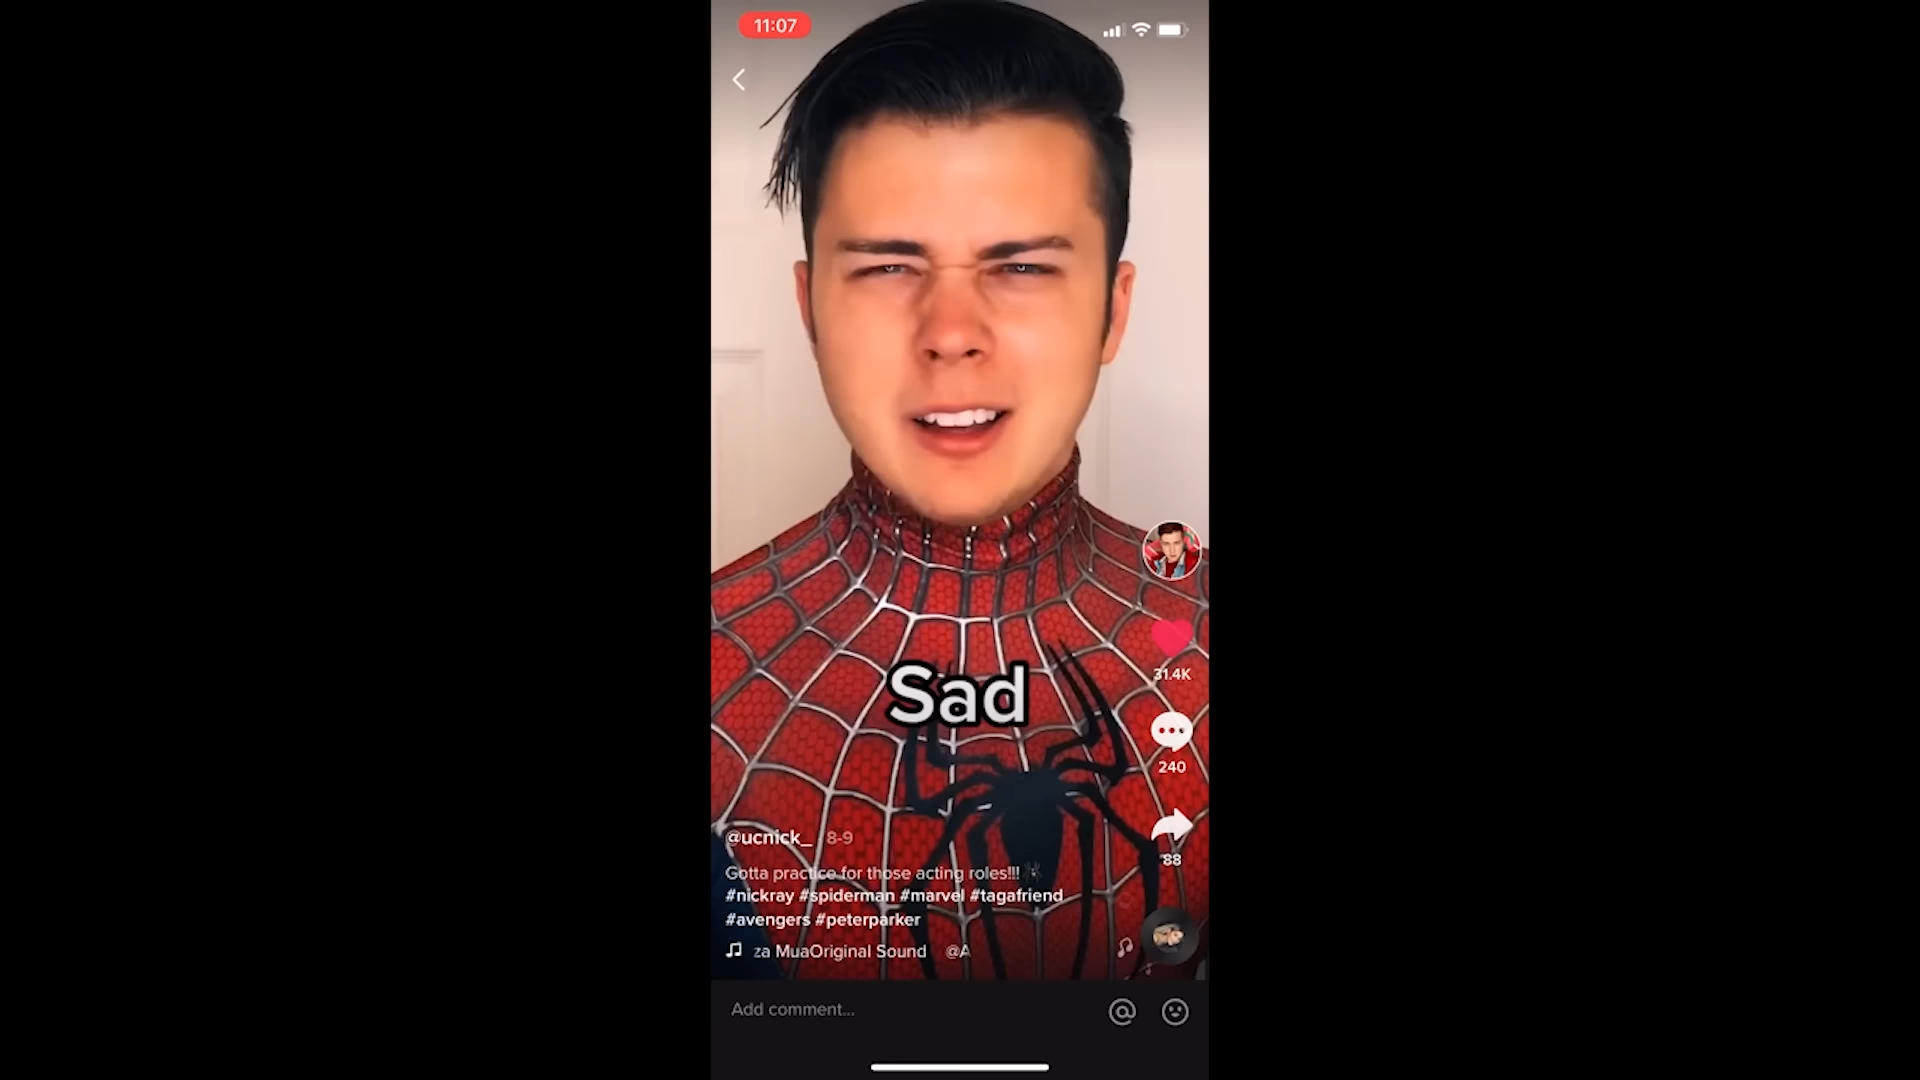 11:07
Sad
31.4K
240
88
@ucnick_ · 8-9
Gotta practice for those acting roles!!!
#nickray #spiderman #marvel #tagafriend
#avengers #peterparker
za MuaOriginal Sound @A
Add comment...